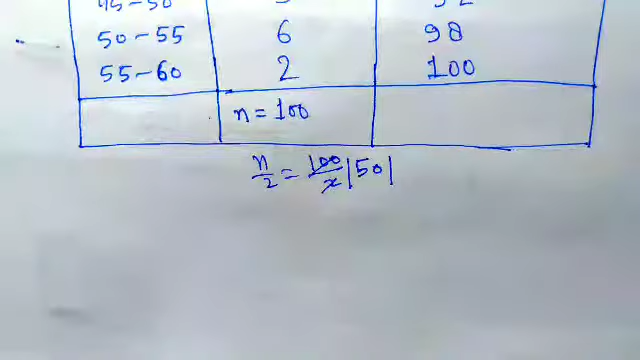 50-55 6 98
55-60 2 100
n = 100
n/2 = 100/2 |50|